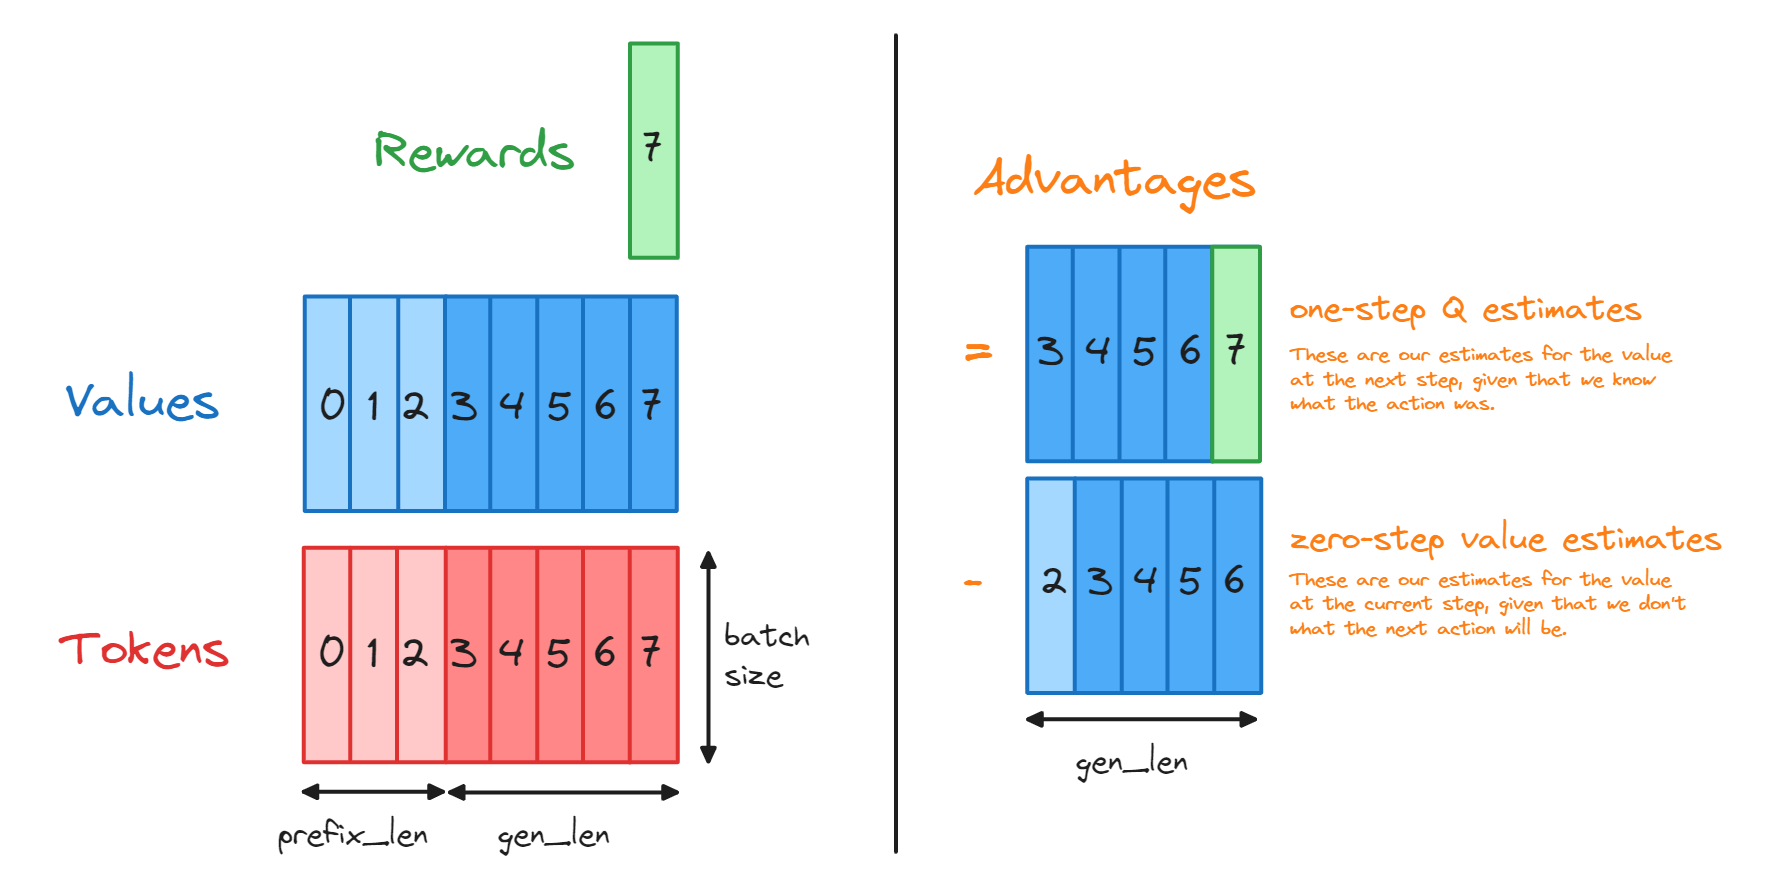 Rewards
7
Values
0 1 2 3 4 5 6 7
Tokens
0 1 2 3 4 5 6 7
batch
size
prefix_len
gen_len
Advantages
=
3 4 5 6 7
one-step Q estimates
These are our estimates for the value
at the next step, given that we know
what the action was.
-
2 3 4 5 6
zero-step value estimates
These are our estimates for the value
at the current step, given that we don't
what the next action will be.
gen_len